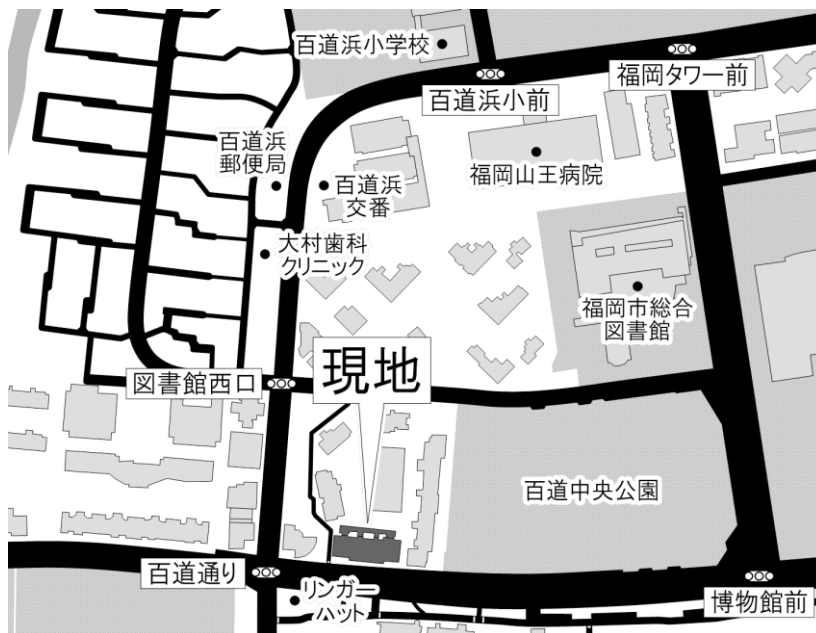 百道浜小学校
福岡タワー前
百道浜小前
百道浜
郵便局
百道浜
交番
福岡山王病院
大村歯科
クリニック
福岡市総合
図書館
図書館西口
現地
百道中央公園
百道通り
リンガー
ハット
博物館前